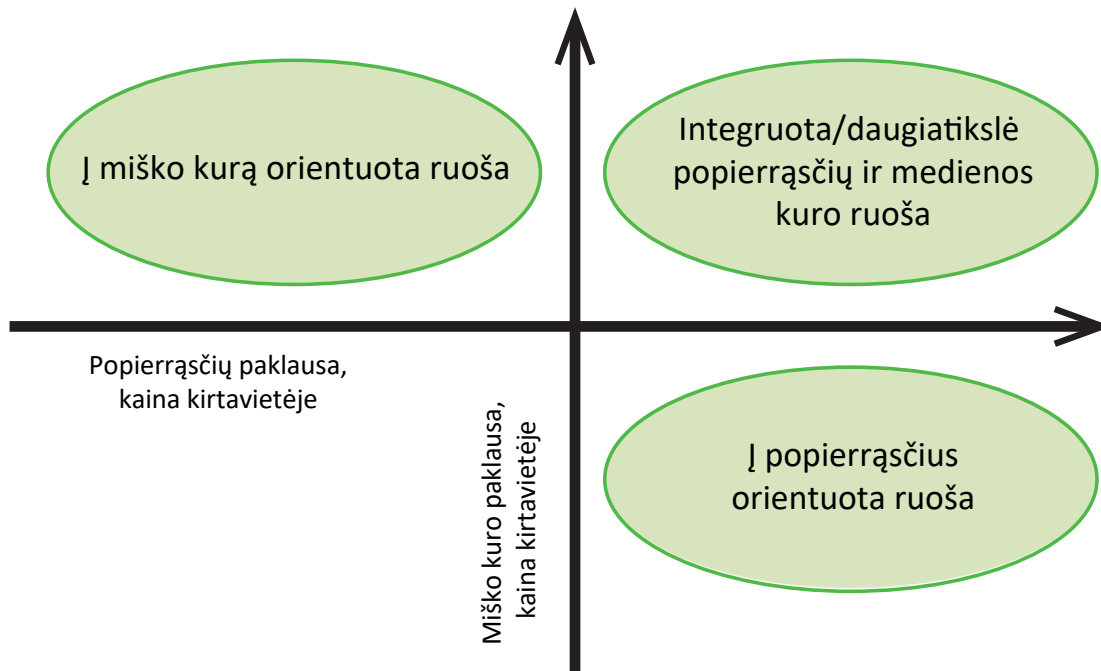 Į miško kurą orientuota ruoša
Integruota/daugiatikslė
popierrąsčių ir medienos
kuro ruoša
Popierrąsčių paklausa,
kaina kirtavietėje
Miško kuro paklausa,
kaina kirtavietėje
Į popierrąsčius
orientuota ruoša